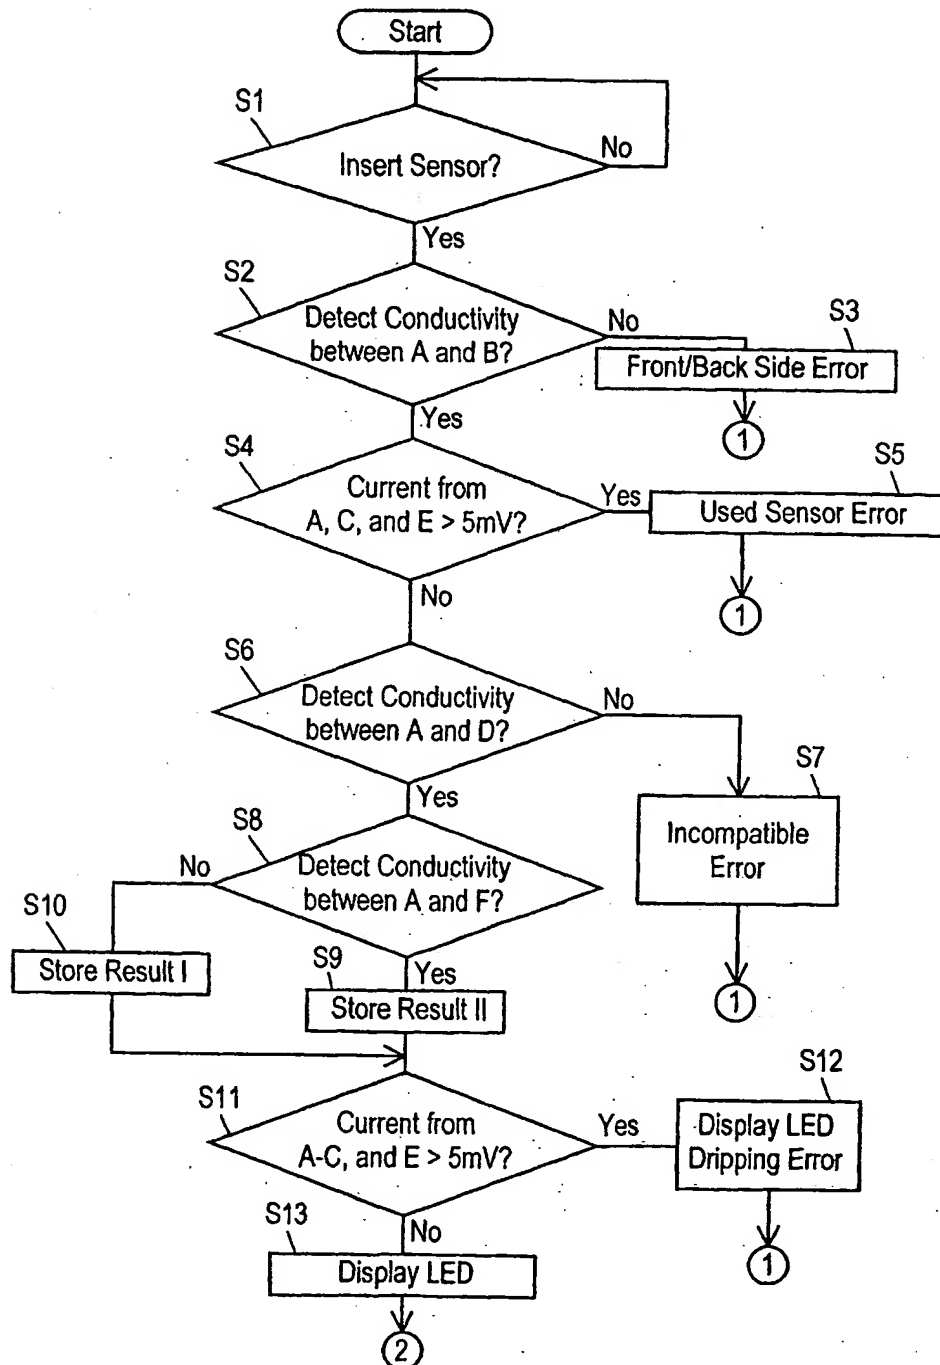 Start
S1
Insert Sensor?
No
Yes
S2
Detect Conductivity
between A and B?
No
S3
Front/Back Side Error
1
Yes
S4
Current from
A, C, and E > 5mV?
Yes
S5
Used Sensor Error
1
No
S6
Detect Conductivity
between A and D?
No
S7
Incompatible
Error
1
Yes
S8
Detect Conductivity
between A and F?
No
S10
Store Result I
Yes
S9
Store Result II
S11
Current from
A-C, and E > 5mV?
Yes
S12
Display LED
Dripping Error
1
No
S13
Display LED
2